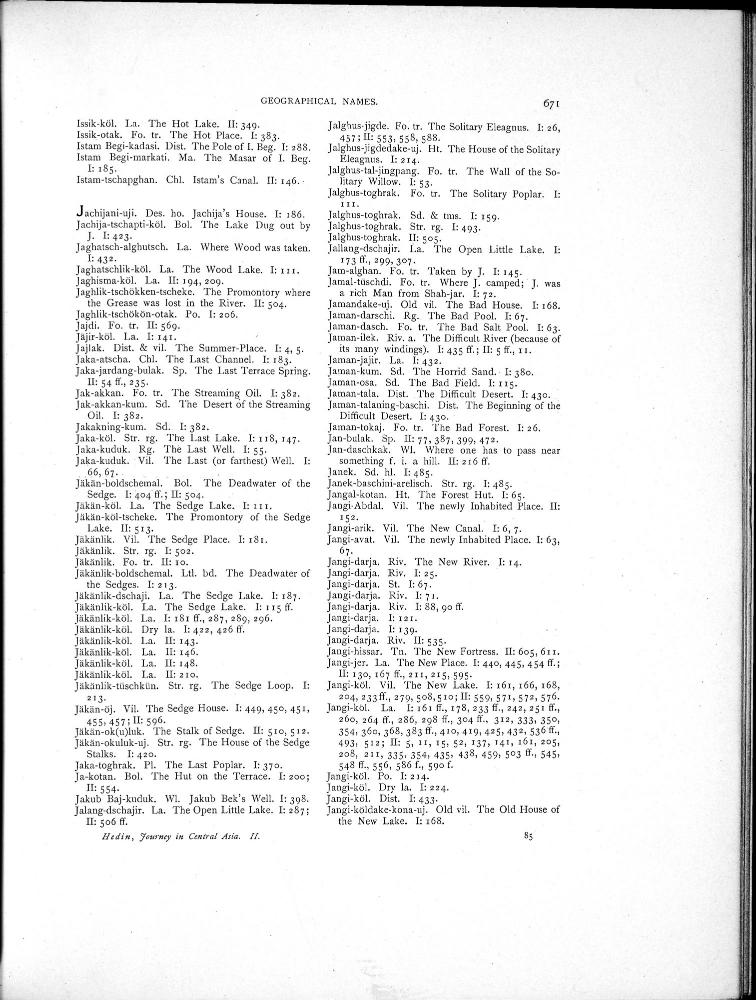 GEOGRAPHICAL NAMES.
671
Issik-köl. La. The Hot Lake. II: 349.
Issik-otak. Fo. tr. The Hot Place. I: 383.
Istam Begi-kadasi. Dist. The Pole of I. Beg. I: 288.
Istam Begi-markati. Ma. The Masar of I. Beg.
I: 185.
Istam-tschapghan. Chl. Istam's Canal. II: 146.
Jachijani-uji. Des. ho. Jachija's House. I: 186.
Jachija-tschapti-köl. Bol. The Lake Dug out by
J. I: 423.
Jaghatsch-alghutsch. La. Where Wood was taken.
I: 432.
Jaghatschlik-köl. La. The Wood Lake. I: 111.
Jaghisma-köl. La. II: 194, 209.
Jaghlik-tschökken-tscheke. The Promontory where
the Grease was lost in the River. II: 504.
Jaghlik-tschökön-otak. Po. I: 206.
Jajdi. Fo. tr. II: 569.
Jäjir-köl. La. I: 141.
Jajlak. Dist. & vil. The Summer-Place. I: 4, 5.
Jaka-atscha. Chl. The Last Channel. I: 183.
Jaka-jardang-bulak. Sp. The Last Terrace Spring.
II: 54 ff., 235.
Jak-akkan. Fo. tr. The Streaming Oil. I: 382.
Jak-akkan-kum. Sd. The Desert of the Streaming
Oil. I: 382.
Jakakning-kum. Sd. I: 382.
Jaka-köl. Str. rg. The Last Lake. I: 118, 147.
Jaka-kuduk. Rg. The Last Well. I: 55.
Jaka-kuduk. Vil. The Last (or farthest) Well. I:
66, 67.
Jäkän-boldschemal. Bol. The Deadwater of the
Sedge. I: 404 ff.; II: 504.
Jäkän-köl. La. The Sedge Lake. I: 111.
Jäkän-köl-tscheke. The Promontory of the Sedge
Lake. II: 513.
Jäkänlik. Vil. The Sedge Place. I: 181.
Jäkänlik. Str. rg. I: 502.
Jäkänlik. Fo. tr. II: 10.
Jäkänlik-boldschemal. Ltl. bd. The Deadwater of
the Sedges. I: 213.
Jäkänlik-dschaji. La. The Sedge Lake. I: 187.
Jäkänlik-köl. La. The Sedge Lake. I: 115 ff.
Jäkänlik-köl. La. I: 181 ff., 287, 289, 296.
Jäkänlik-köl. Dry la. I: 422, 426 ff.
Jäkänlik-köl. La. II: 143.
Jäkänlik-köl. La. II: 146.
Jäkänlik-köl. La. II: 148.
Jäkänlik-köl. La. II: 210.
Jäkänlik-tüschkün. Str. rg. The Sedge Loop. I:
213.
Jäkän-öj. Vil. The Sedge House. I: 449, 450, 451,
455, 457; II: 596.
Jäkän-ok(u)luk. The Stalk of Sedge. II: 510, 512.
Jäkän-okuluk-uj. Str. rg. The House of the Sedge
Stalks. I: 420.
Jaka-toghrak. Pl. The Last Poplar. I: 370.
Ja-kotan. Bol. The Hut on the Terrace. I: 200;
II: 554.
Jakub Baj-kuduk. Wl. Jakub Bek's Well. I: 398.
Jalang-dschajir. La. The Open Little Lake. I: 287;
II: 506 ff.
Hedin, Journey in Central Asia. II.
Jalghus-jigde. Fo. tr. The Solitary Eleagnus. I: 26,
457; II: 553, 558, 588.
Jalghus-jigdedake-uj. Ht. The House of the Solitary
Eleagnus. I: 214.
Jalghus-tal-jingpang. Fo. tr. The Wall of the So-
litary Willow. I: 53.
Jalghus-toghrak. Fo. tr. The Solitary Poplar. I:
111.
Jalghus-toghrak. Sd. & tms. I: 159.
Jalghus-toghrak. Str. rg. I: 493.
Jalghus-toghrak. II: 505.
Jallang-dschajir. La. The Open Little Lake. I:
173 ff., 299, 307.
Jam-alghan. Fo. tr. Taken by J. I: 145.
Jamal-tüschdi. Fo. tr. Where J. camped; J. was
a rich Man from Shah-jar. I: 72.
Jamandake-uj. Old vil. The Bad House. I: 168.
Jaman-darschi. Rg. The Bad Pool. I: 67.
Jaman-dasch. Fo. tr. The Bad Salt Pool. I: 63.
Jaman-ilek. Riv. a. The Difficult River (because of
its many windings). I: 435 ff.; II: 5 ff., 11.
Jaman-jajir. La. I: 432.
Jaman-kum. Sd. The Horrid Sand. I: 380.
Jaman-osa. Sd. The Bad Field. I: 115.
Jaman-tala. Dist. The Difficult Desert. I: 430.
Jaman-talaning-baschi. Dist. The Beginning of the
Difficult Desert. I: 430.
Jaman-tokaj. Fo. tr. The Bad Forest. I: 26.
Jan-bulak. Sp. II: 77, 387, 399, 472.
Jan-daschkak. Wl. Where one has to pass near
something f. i. a hill. II: 216 ff.
Janek. Sd. hl. I: 485.
Janek-baschini-arelisch. Str. rg. I: 485.
Jangal-kotan. Ht. The Forest Hut. I: 65.
Jangi-Abdal. Vil. The newly Inhabited Place. II:
152.
Jangi-arik. Vil. The New Canal. I: 6, 7.
Jangi-avat. Vil. The newly Inhabited Place. I: 63,
67.
Jangi-darja. Riv. The New River. I: 14.
Jangi-darja. Riv. I: 25.
Jangi-darja. St. I: 67.
Jangi-darja. Riv. I: 71.
Jangi-darja. Riv. I: 88, 90 ff.
Jangi-darja. I: 121.
Jangi-darja. I: 139.
Jangi-darja. Riv. II: 535.
Jangi-hissar. Tn. The New Fortress. II: 605, 611.
Jangi-jer. La. The New Place. I: 440, 445, 454 ff.;
II: 130, 167 ff., 211, 215, 595.
Jangi-köl. Vil. The New Lake. I: 161, 166, 168,
204, 233 ff., 279, 508, 510; II: 559, 571, 572, 576.
Jangi-köl. La. I: 161 ff., 178, 233 ff., 242, 251 ff.,
260, 264 ff., 286, 298 ff., 304 ff., 312, 333, 350,
354, 360, 368, 383 ff., 410, 419, 425, 432, 536 ff.,
493, 512; II: 5, 11, 15, 52, 137, 141, 161, 205,
208, 211, 335, 354, 435, 438, 459, 503 ff., 545,
548 ff., 556, 586 f., 590 f.
Jangi-köl. Po. I: 214.
Jangi-köl. Dry la. I: 224.
Jangi-köl. Dist. I: 433.
Jangi-köldake-kona-uj. Old vil. The Old House of
the New Lake. I: 168.
85